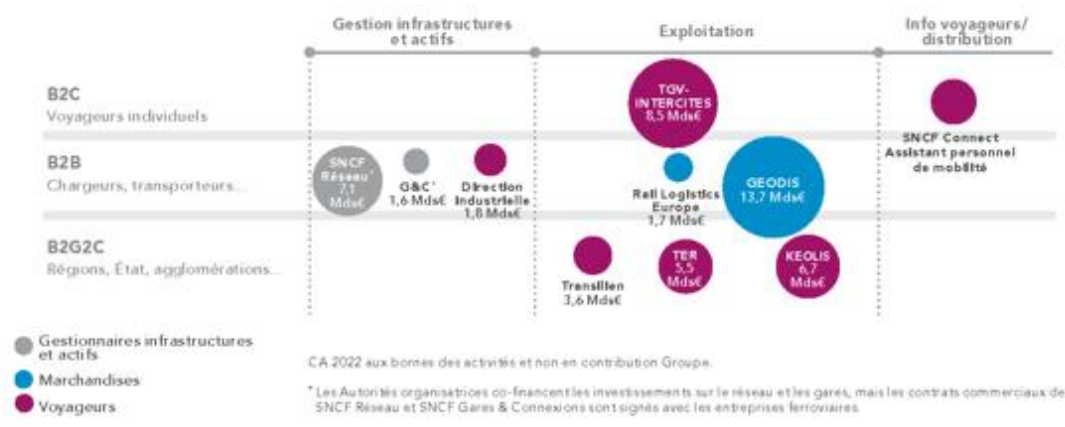 Gestion infrastructures
et actifs
Exploitation
Info voyageurs/
distribution
B2C
Voyageurs individuels
TGV-
INTERCITES
8,5 Mds€
SNCF Connect
Assistant personnel
de mobilité
B2B
Chargeurs, transporteurs...
SNCF
Réseau*
7,1
Mds€
G&C*
1,6 Mds€
Direction
Industrielle
1,8 Mds€
Rail Logistics
Europe
1,7 Mds€
GEODIS
13,7 Mds€
B2G2C
Régions, État, agglomérations...
Transilien
3,6 Mds€
TER
5,5
Mds€
KEOLIS
6,7
Mds€
Gestionnaires infrastructures
et actifs
Marchandises
Voyageurs
CA 2022 aux bornes des activités et non en contribution Groupe.
* Les Autorités organisatrices co-financent les investissements sur le réseau et les gares, mais les contrats commerciaux de
SNCF Réseau et SNCF Gares & Connexions sont signés avec les entreprises ferroviaires.